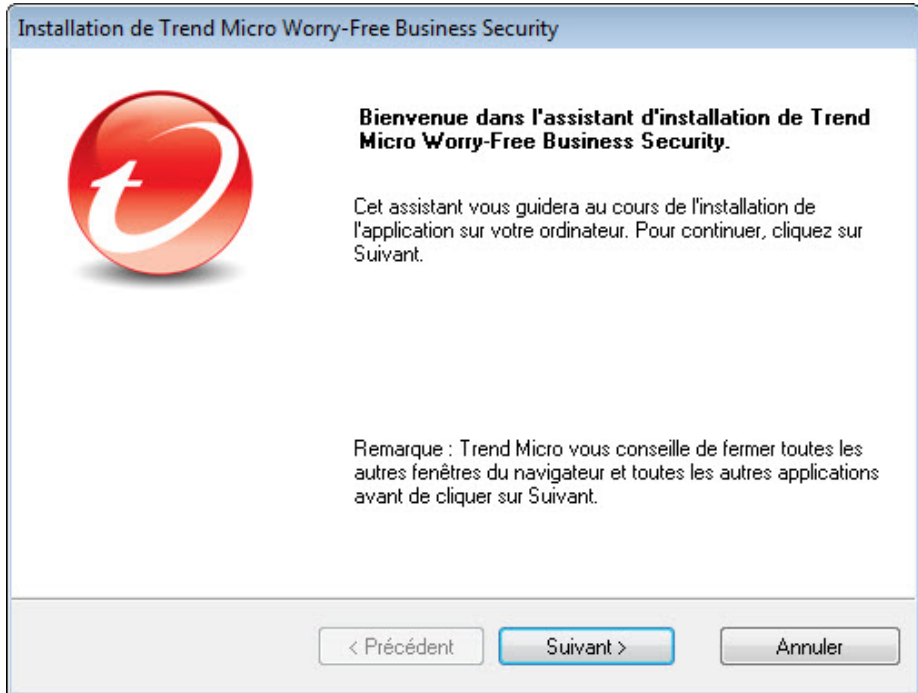 Installation de Trend Micro Worry-Free Business Security
Bienvenue dans l'assistant d'installation de Trend
Micro Worry-Free Business Security.
Cet assistant vous guidera au cours de l'installation de
l'application sur votre ordinateur. Pour continuer, cliquez sur
Suivant.
Remarque : Trend Micro vous conseille de fermer toutes les
autres fenêtres du navigateur et toutes les autres applications
avant de cliquer sur Suivant.
< Précédent
Suivant >
Annuler